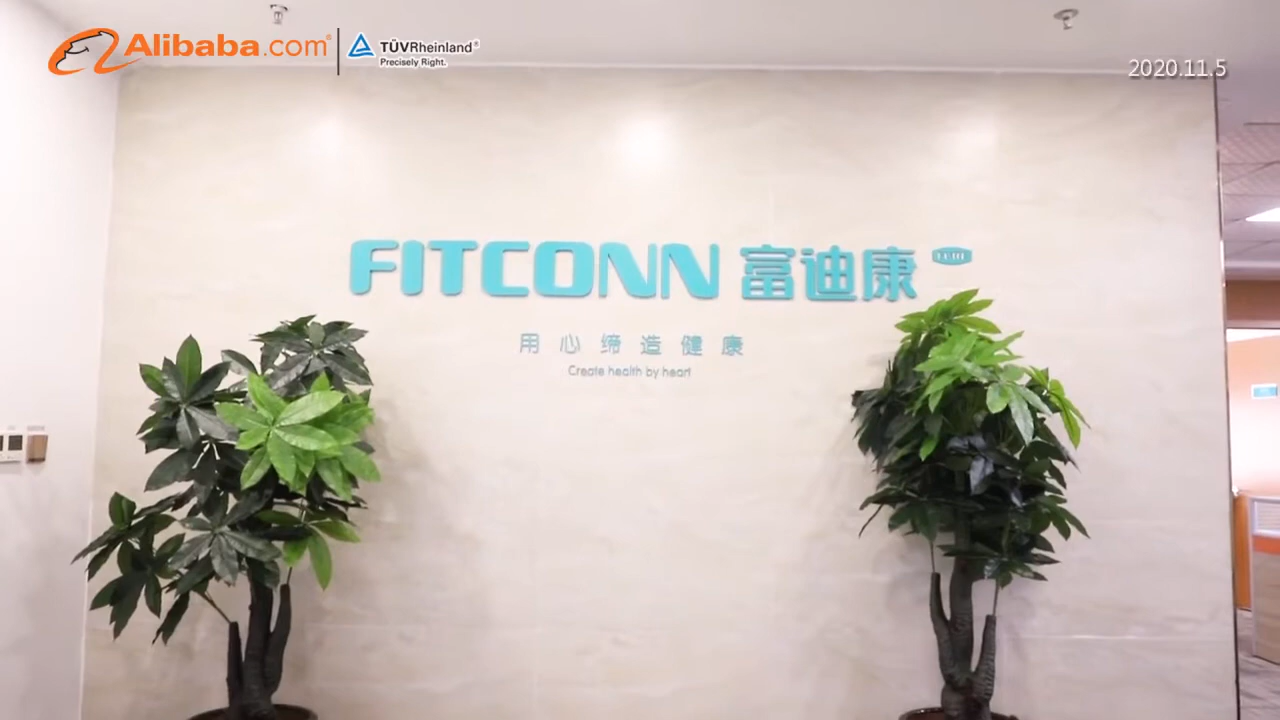 Alibaba.com®
TÜVRheinland®
Precisely Right.
2020.11.5
FITCONN 富迪康
用心缔造健康
Create health by heart